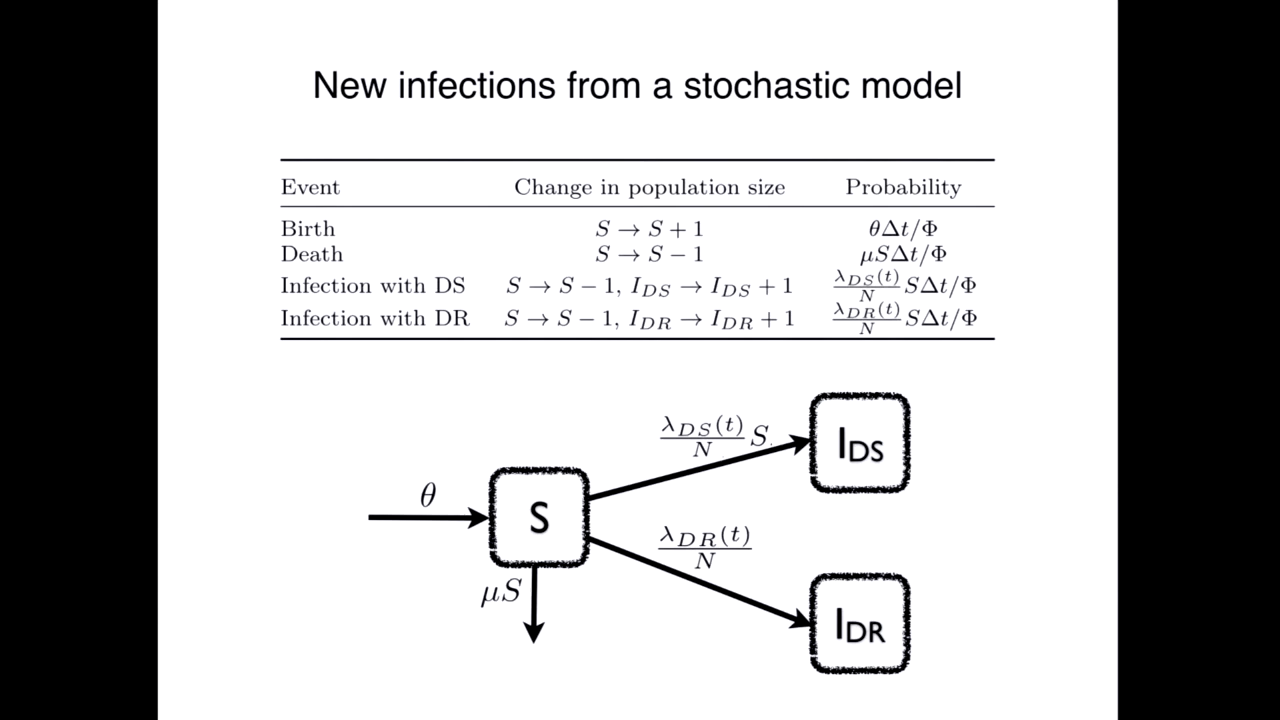 New infections from a stochastic model
Event Change in population size Probability
Birth S → S + 1 θΔt/Φ
Death S → S − 1 μSΔt/Φ
Infection with DS S → S − 1, I_DS → I_DS + 1 λ_DS(t)/N SΔt/Φ
Infection with DR S → S − 1, I_DR → I_DR + 1 λ_DR(t)/N SΔt/Φ
λ_DS(t)/N S
I_DS
θ
S
λ_DR(t)/N
μS
I_DR